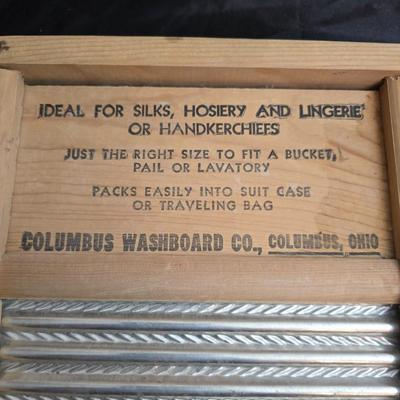 IDEAL FOR SILKS, HOSIERY AND LINGERIE
OR HANDKERCHIEFS
JUST THE RIGHT SIZE TO FIT A BUCKET,
PAIL OR LAVATORY
PACKS EASILY INTO SUIT CASE
OR TRAVELING BAG
COLUMBUS WASHBOARD CO., COLUMBUS, OHIO